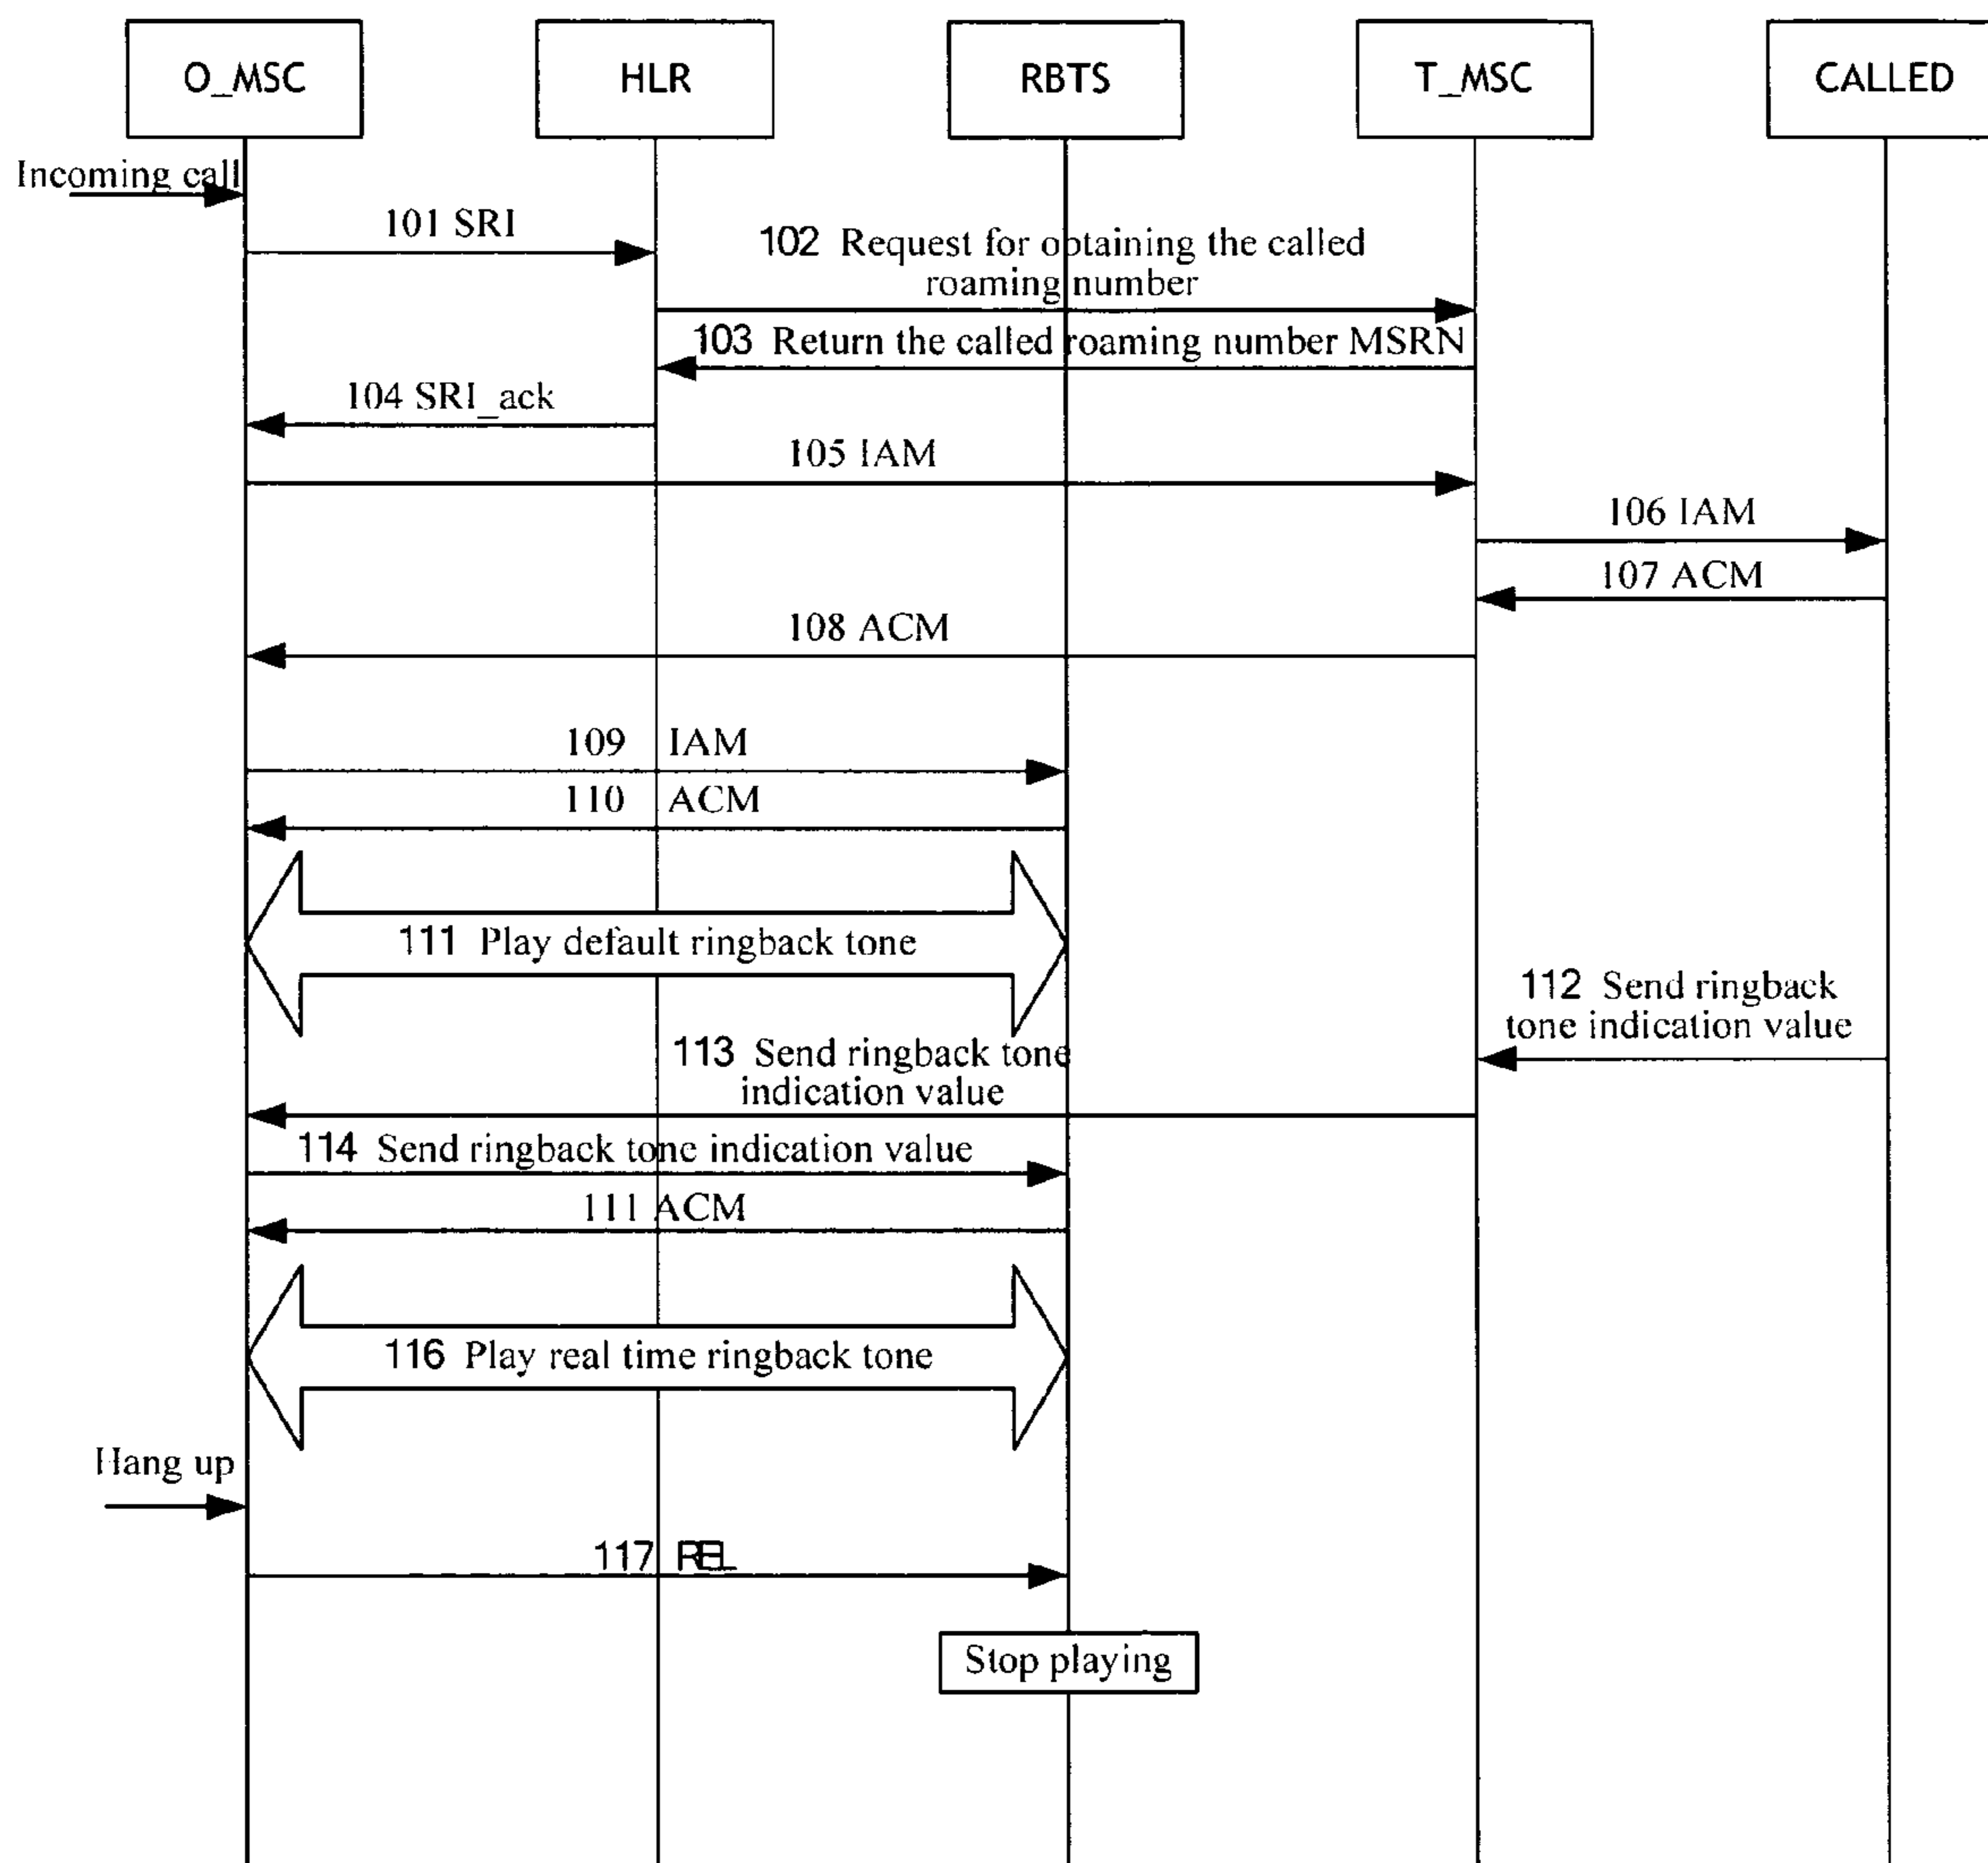 O_MSC HLR RBTS T_MSC CALLED
Incoming call
101 SRI
102 Request for obtaining the called
roaming number
103 Return the called roaming number MSRN
104 SRI_ack
105 IAM
106 IAM
107 ACM
108 ACM
109 IAM
110 ACM
111 Play default ringback tone
112 Send ringback
tone indication value
113 Send ringback tone
indication value
114 Send ringback tone indication value
111 ACM
116 Play real time ringback tone
Hang up
117 REL
Stop playing